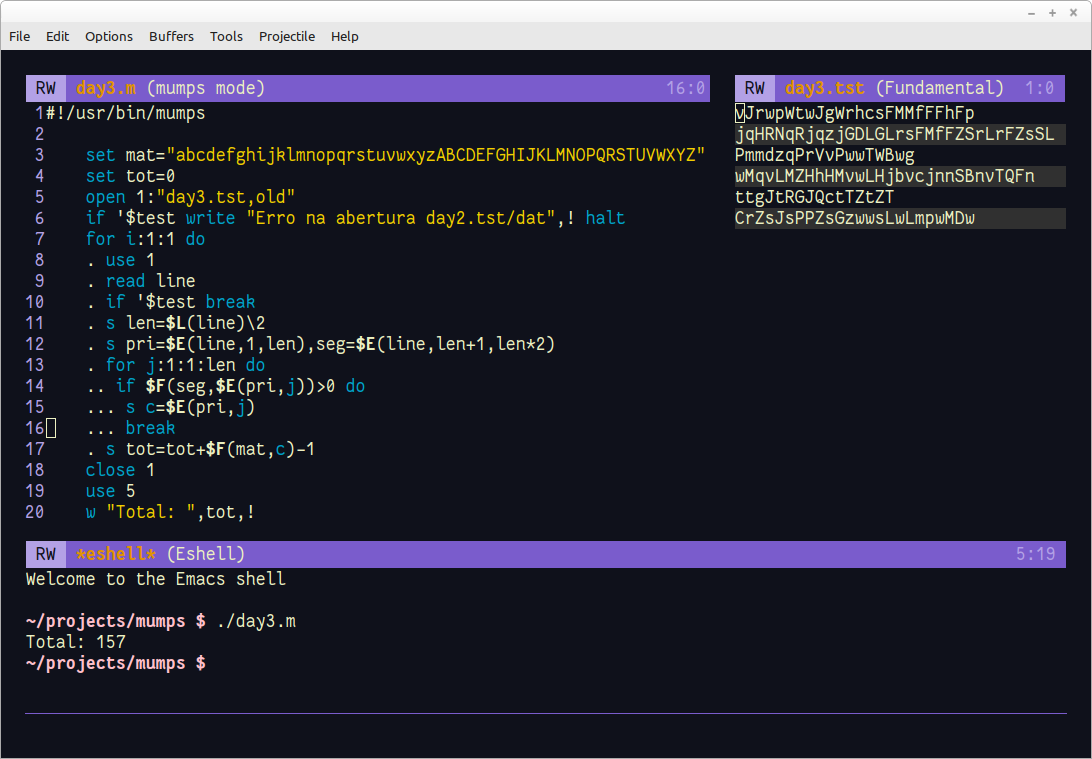 File Edit Options Buffers Tools Projectile Help
RW day3.m (mumps mode) 16:0
1#!/usr/bin/mumps
2
3 set mat="abcdefghijklmnopqrstuvwxyzABCDEFGHIJKLMNOPQRSTUVWXYZ"
4 set tot=0
5 open 1:"day3.tst,old"
6 if '$test write "Erro na abertura day2.tst/dat",! halt
7 for i:1:1 do
8 . use 1
9 . read line
10 . if '$test break
11 . s len=$L(line)\2
12 . s pri=$E(line,1,len),seg=$E(line,len+1,len*2)
13 . for j:1:1:len do
14 .. if $F(seg,$E(pri,j))>0 do
15 ... s c=$E(pri,j)
16 ... break
17 . s tot=tot+$F(mat,c)-1
18 close 1
19 use 5
20 w "Total: ",tot,!
RW day3.tst (Fundamental) 1:0
vJrwpWtwJgWrhcsFMMfFFhFp
jqHRNqRjqzjGDLGLrsFMfFZSrLrFZsSL
PmmdzqPrVvPwwTWBwg
wMqvLMZHhHMvwLHjbvcjnnSBnvTQFn
ttgJtRGJQctTZtZT
CrZsJsPPZsGzwwsLwLmpwMDw
RW *eshell* (Eshell) 5:19
Welcome to the Emacs shell
~/projects/mumps $ ./day3.m
Total: 157
~/projects/mumps $